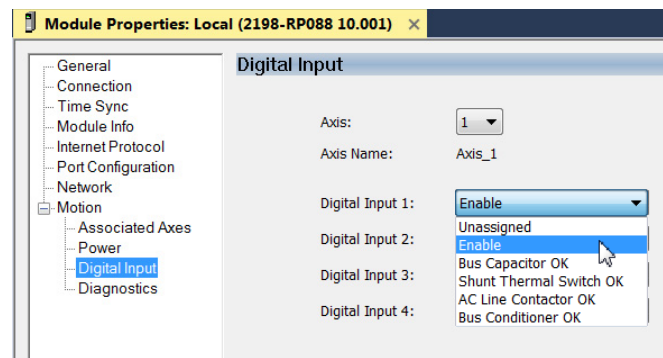 Module Properties: Local (2198-RP088 10.001) ×
General
Connection
Time Sync
Module Info
Internet Protocol
Port Configuration
Network
Motion
Associated Axes
Power
Digital Input
Diagnostics
Digital Input
Axis: 1
Axis Name: Axis_1
Digital Input 1: Enable
Digital Input 2:
Digital Input 3:
Digital Input 4:
Unassigned
Enable
Bus Capacitor OK
Shunt Thermal Switch OK
AC Line Contactor OK
Bus Conditioner OK